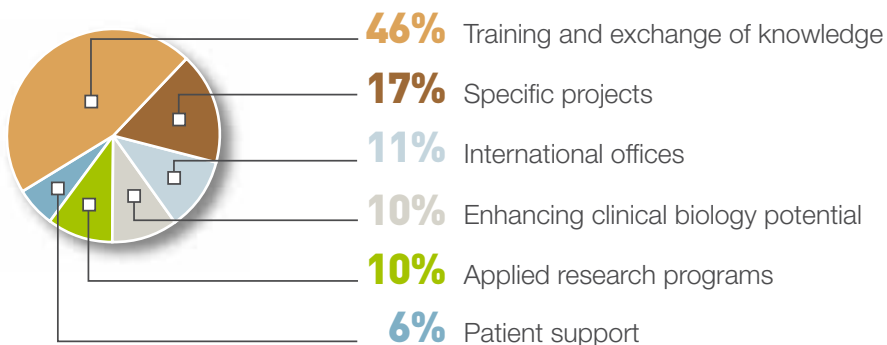 46% Training and exchange of knowledge
17% Specific projects
11% International offices
10% Enhancing clinical biology potential
10% Applied research programs
6% Patient support